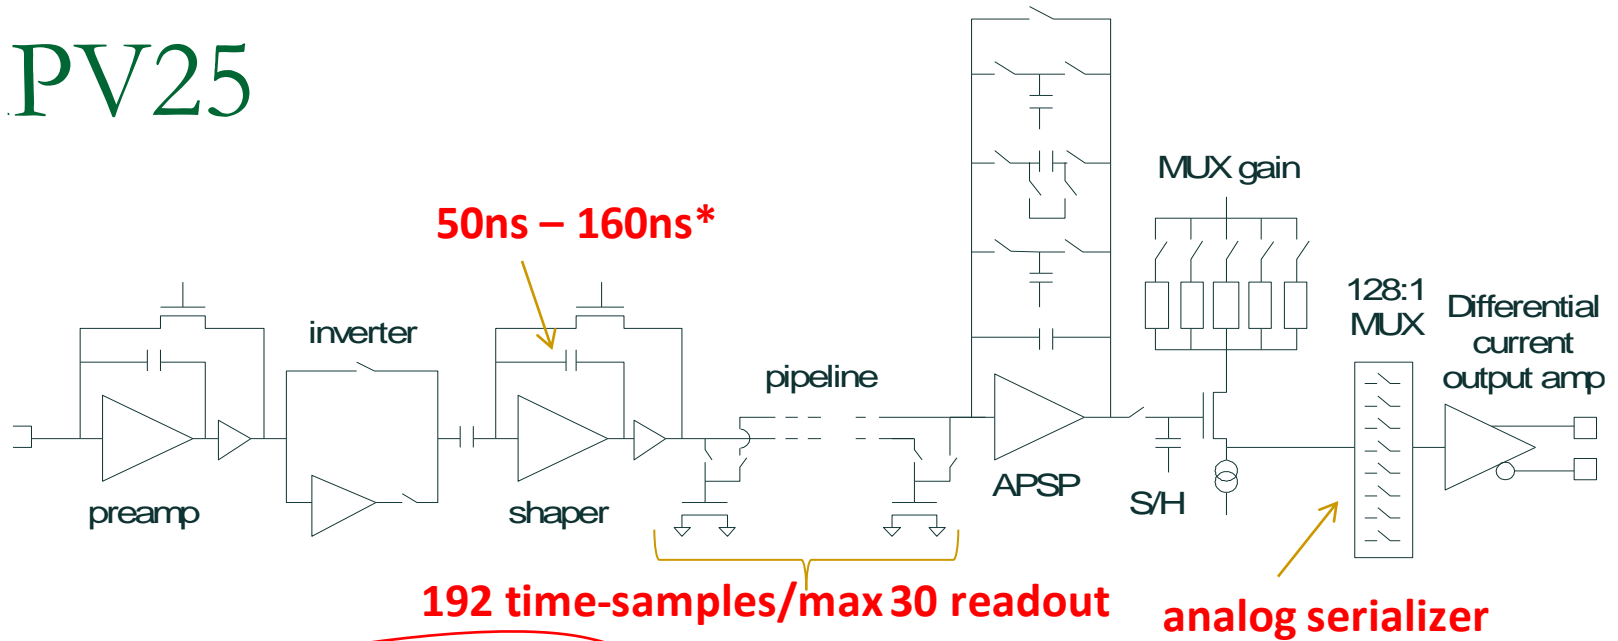 PV25
MUX gain
50ns – 160ns*
128:1
MUX
Differential
current
output amp
inverter
pipeline
preamp
shaper
APSP
S/H
192 time-samples/max 30 readout
analog serializer